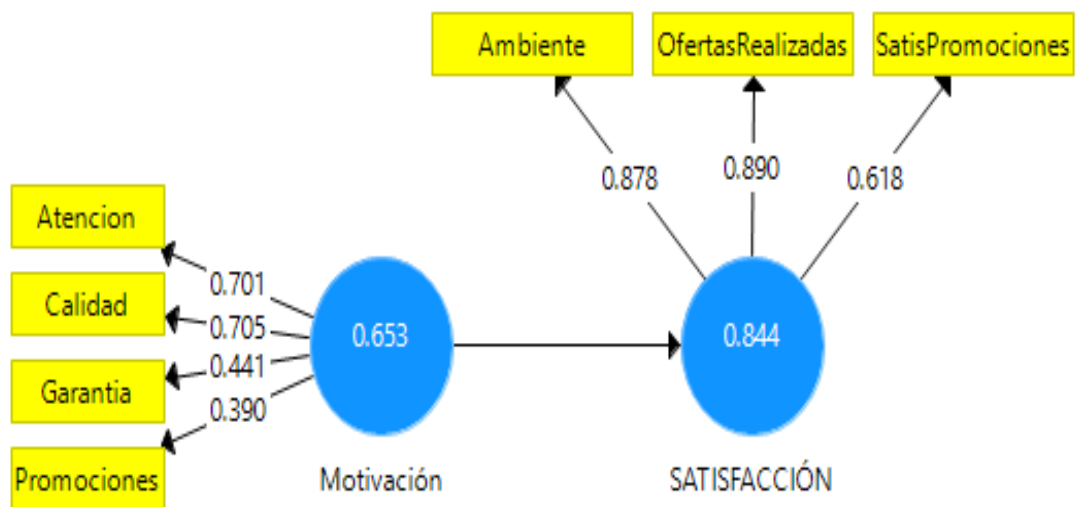 Ambiente
OfertasRealizadas
SatisPromociones
0.878
0.890
0.618
Atencion
Calidad
Garantia
Promociones
0.701
0.705
0.441
0.390
0.653
0.844
Motivación
SATISFACCIÓN